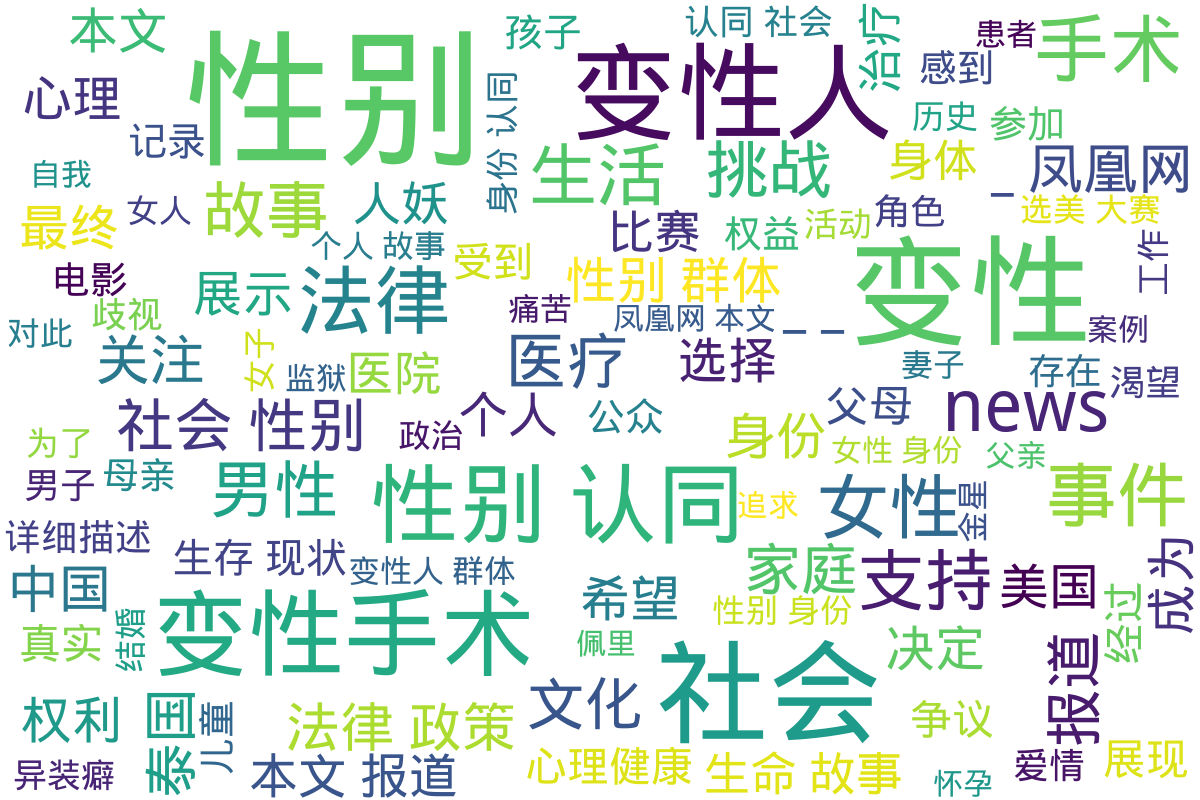 本文
孩子
认同 社会
治疗
患者
手术
性别
变性人
感到
心理
身份 认同
历史
参加
记录
生活
挑战
身体
_ 凤凰网
自我
故事
人妖
女人
最终
比赛
权益
活动
角色
选美 大赛
个人 故事
受到
工作
电影
展示
法律
性别 群体
变性
歧视
痛苦
凤凰网 本文
_ _
案例
对此
关注
女子
监狱
医院
医疗
选择
妻子
存在
渴望
社会 性别
个人
公众
父母
news
为了
政治
身份
女性 身份
父亲
男子
母亲
男性
性别 认同
追求
女性
金星
事件
详细描述
生存 现状
变性人 群体
家庭
支持
美国
成为
中国
变性手术
希望
性别 身份
经过
真实
结婚
佩里
社会
决定
报道
权利
泰国
儿童
法律 政策
文化
争议
异装癖
本文 报道
心理健康
生命 故事
怀孕
爱情
展现